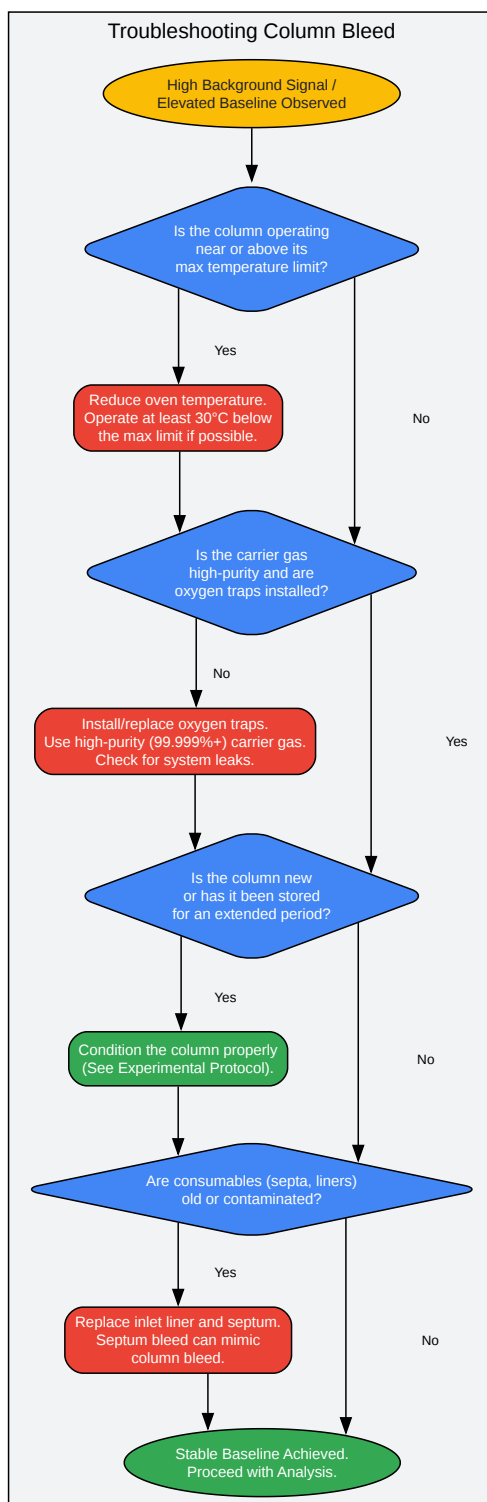 Troubleshooting Column Bleed
High Background Signal /
Elevated Baseline Observed
Is the column operating
near or above its
max temperature limit?
Yes
Reduce oven temperature.
Operate at least 30°C below
the max limit if possible.
No
Is the carrier gas
high-purity and are
oxygen traps installed?
No
Install/replace oxygen traps.
Use high-purity (99.999%+) carrier gas.
Check for system leaks.
Yes
Is the column new
or has it been stored
for an extended period?
Yes
Condition the column properly
(See Experimental Protocol).
No
Are consumables (septa, liners)
old or contaminated?
Yes
Replace inlet liner and septum.
Septum bleed can mimic
column bleed.
No
Stable Baseline Achieved.
Proceed with Analysis.